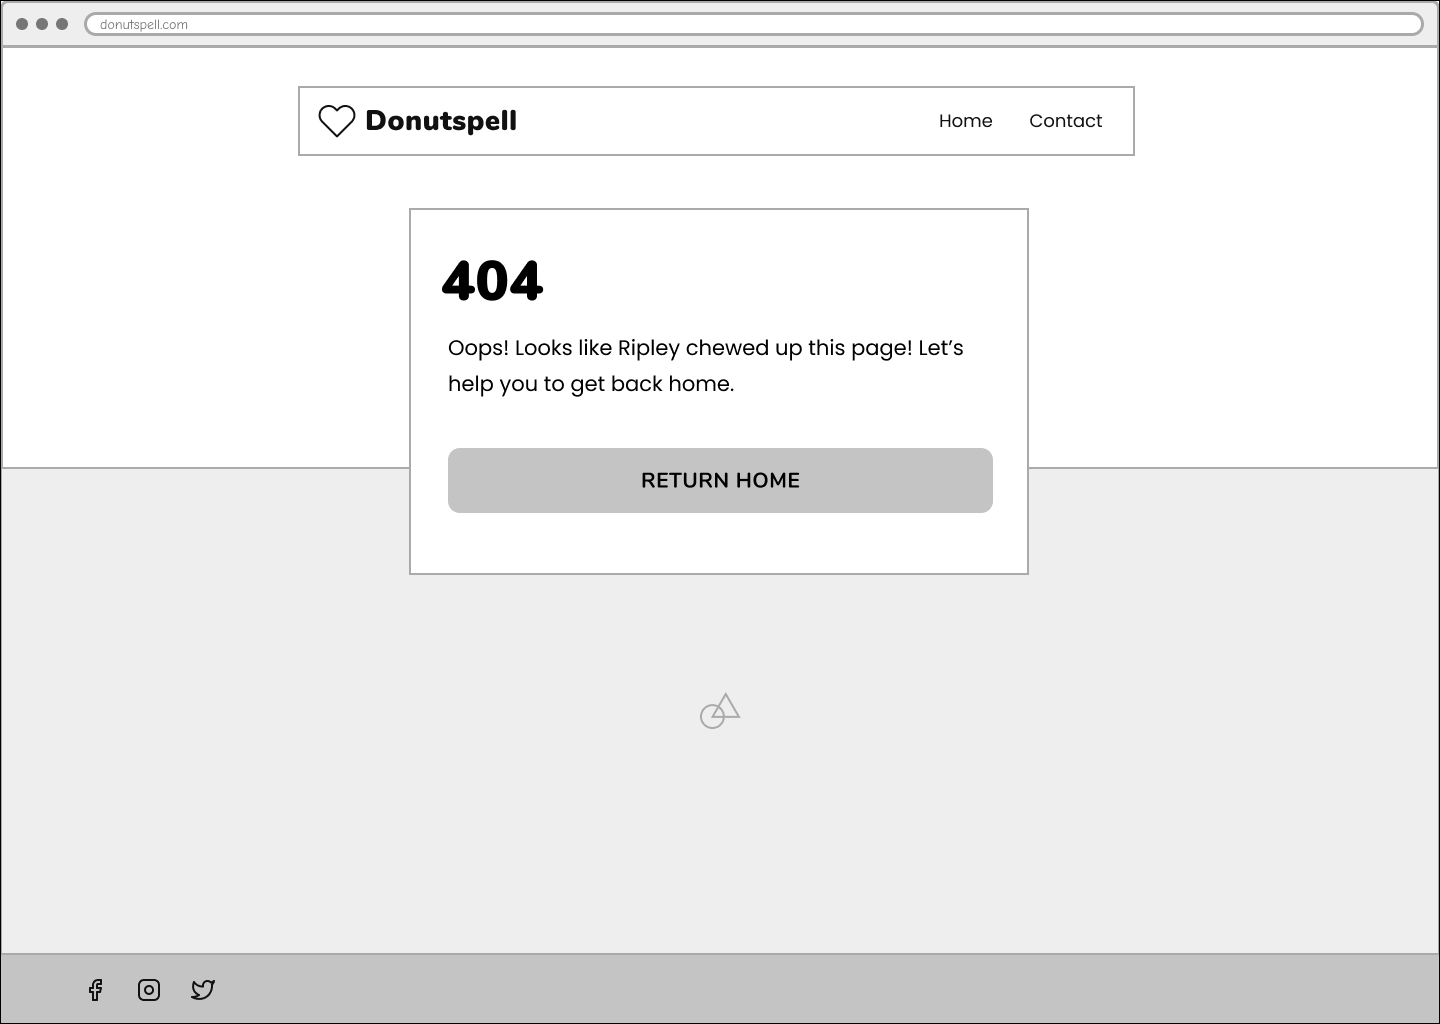 donutspell.com
Donutspell
Home
Contact
404
Oops! Looks like Ripley chewed up this page! Let’s
help you to get back home.
RETURN HOME